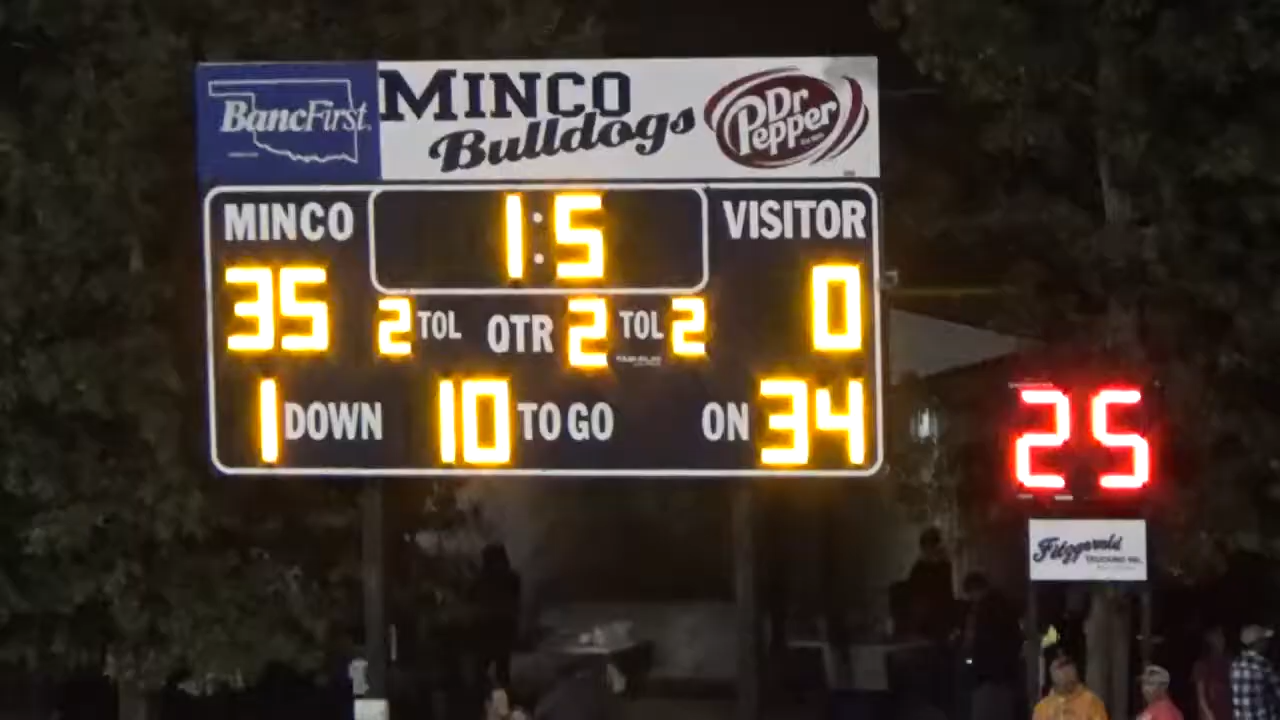 BancFirst
MINCO
Bulldogs
Dr Pepper
MINCO
1:5
VISITOR
35
0
2 TOL QTR 2 TOL 2
1 DOWN 10 TO GO ON 34
25
Fitzgerald
TRUCKING